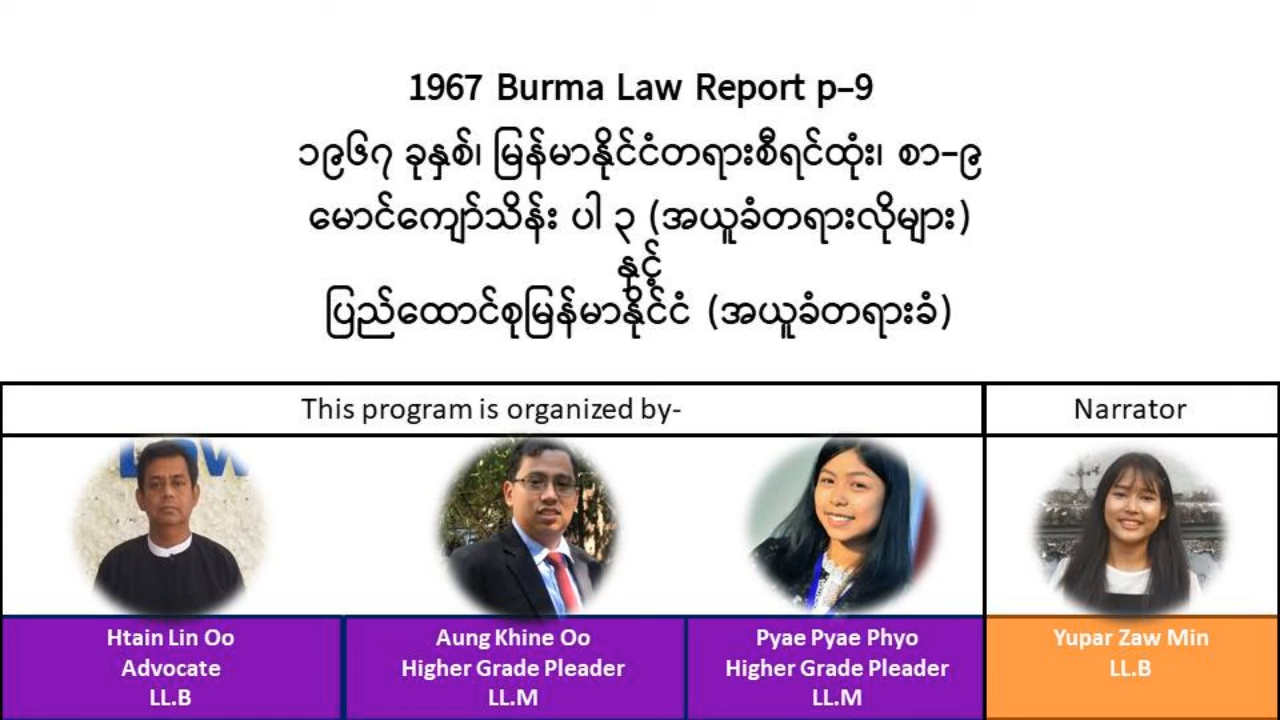 1967 Burma Law Report p-9
၁၉၆၇ ခုနှစ်၊ မြန်မာနိုင်ငံတရားစီရင်ထုံး၊ စာ-၉
မောင်ကျော်သိန်း ပါ ၃ (အယူခံတရားလိုများ)
နှင့်
ပြည်ထောင်စုမြန်မာနိုင်ငံ (အယူခံတရားခံ)
This program is organized by-
Narrator
Htain Lin Oo
Advocate
LL.B
Aung Khine Oo
Higher Grade Pleader
LL.M
Pyae Pyae Phyo
Higher Grade Pleader
LL.M
Yupar Zaw Min
LL.B